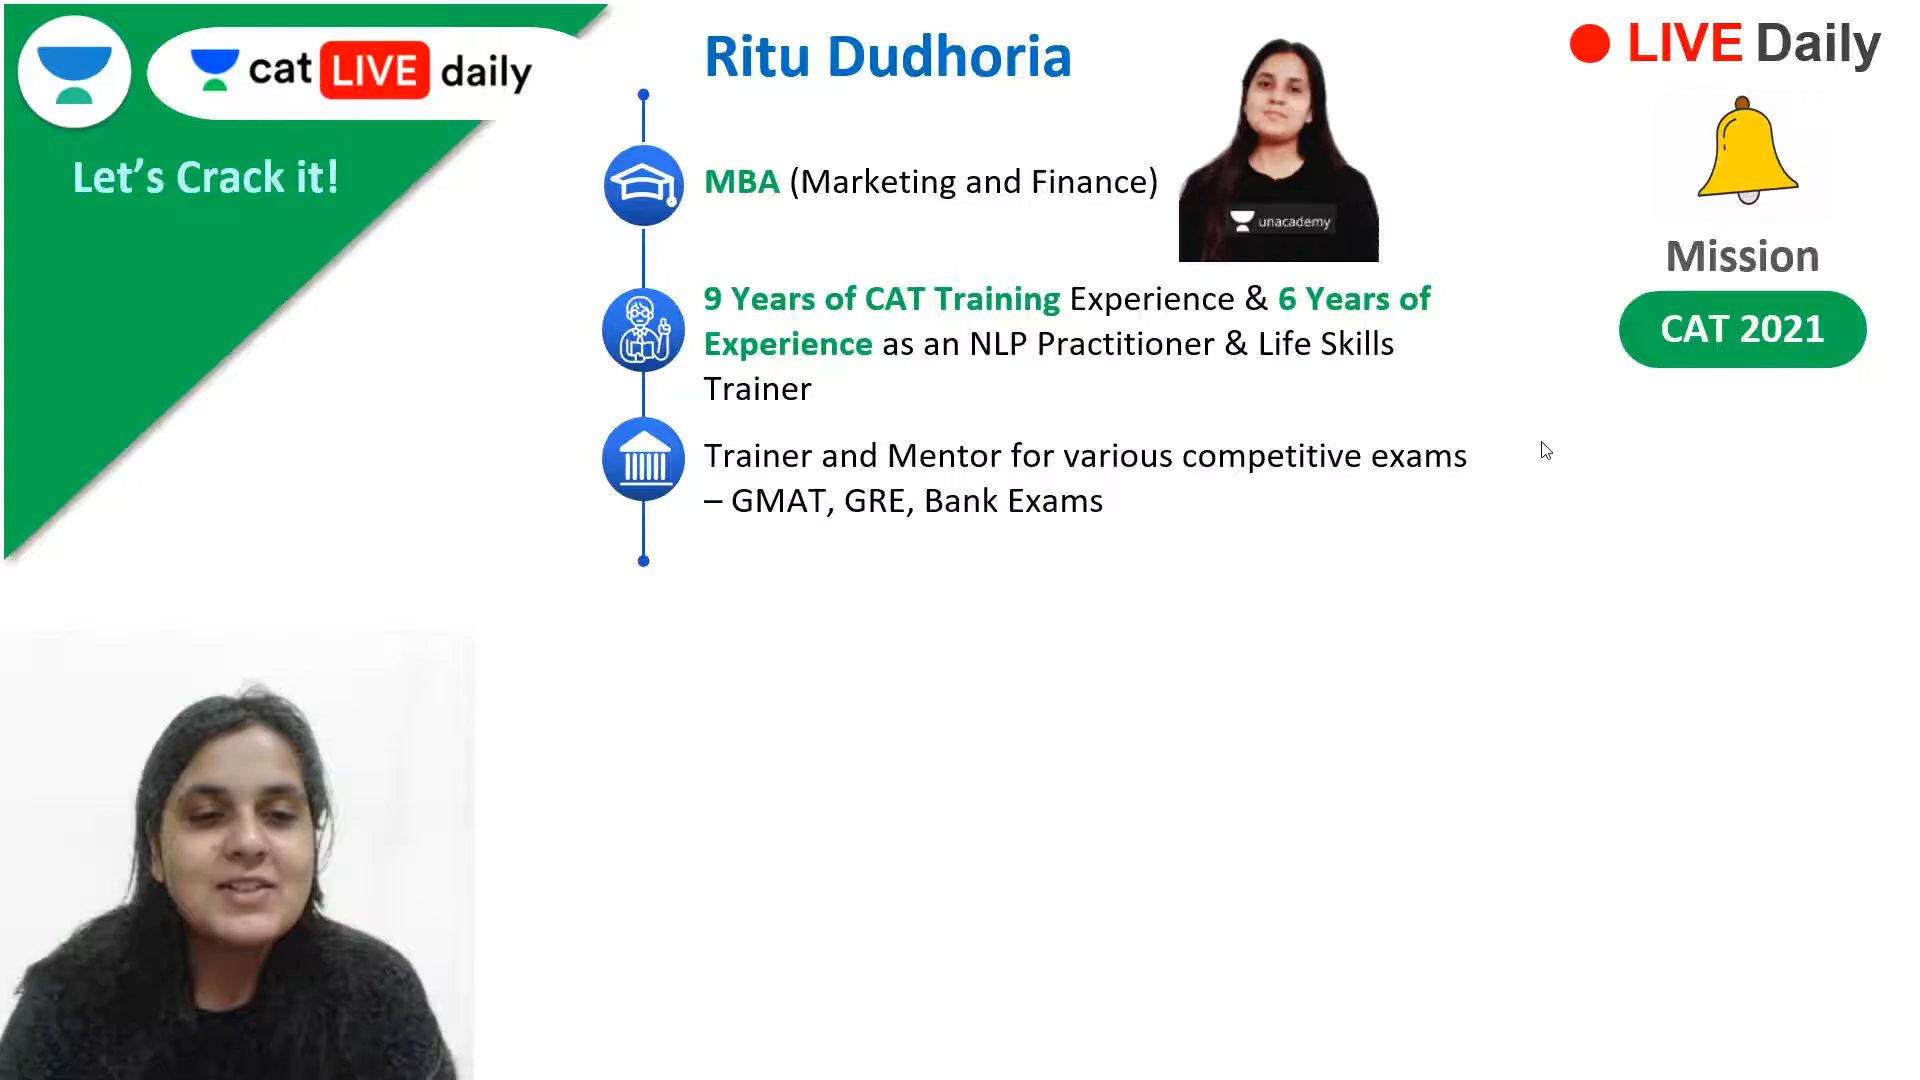 cat LIVE daily
Let's Crack it!
Ritu Dudhoria
MBA (Marketing and Finance)
unacademy
9 Years of CAT Training Experience & 6 Years of
Experience as an NLP Practitioner & Life Skills
Trainer
Trainer and Mentor for various competitive exams
– GMAT, GRE, Bank Exams
LIVE Daily
Mission
CAT 2021